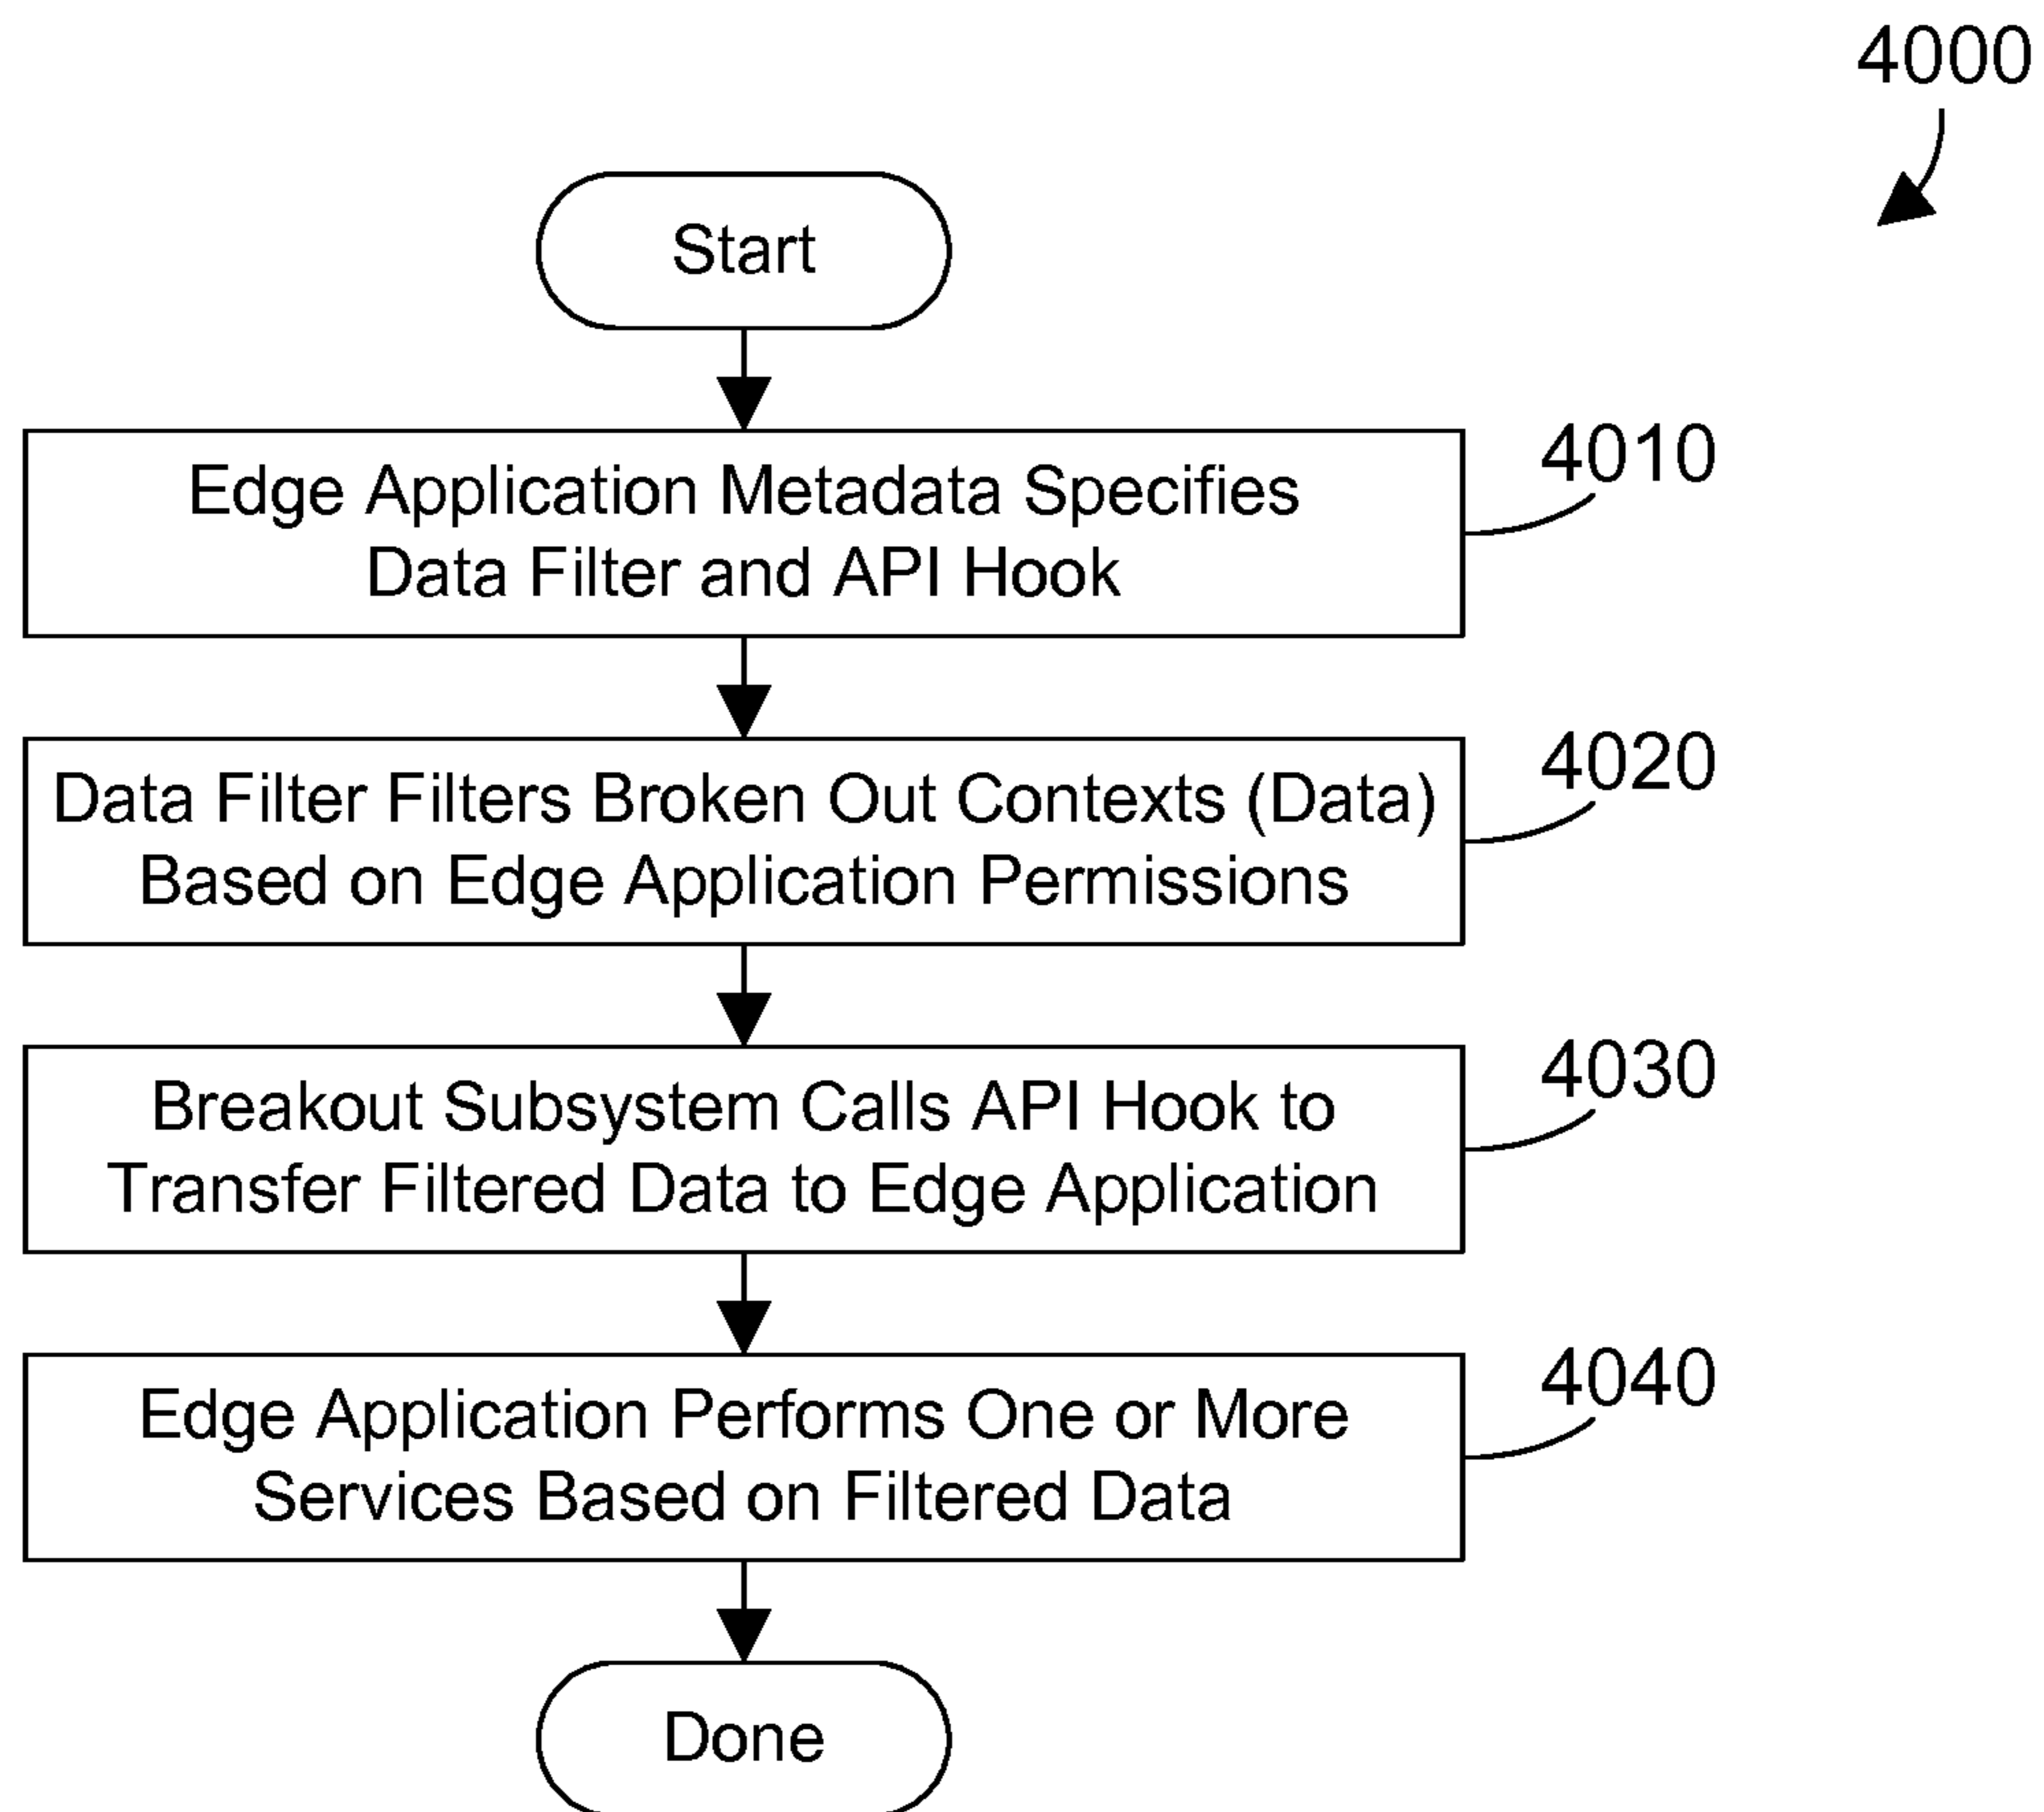 4000
Start
Edge Application Metadata Specifies
Data Filter and API Hook
4010
Data Filter Filters Broken Out Contexts (Data)
Based on Edge Application Permissions
4020
Breakout Subsystem Calls API Hook to
Transfer Filtered Data to Edge Application
4030
Edge Application Performs One or More
Services Based on Filtered Data
4040
Done